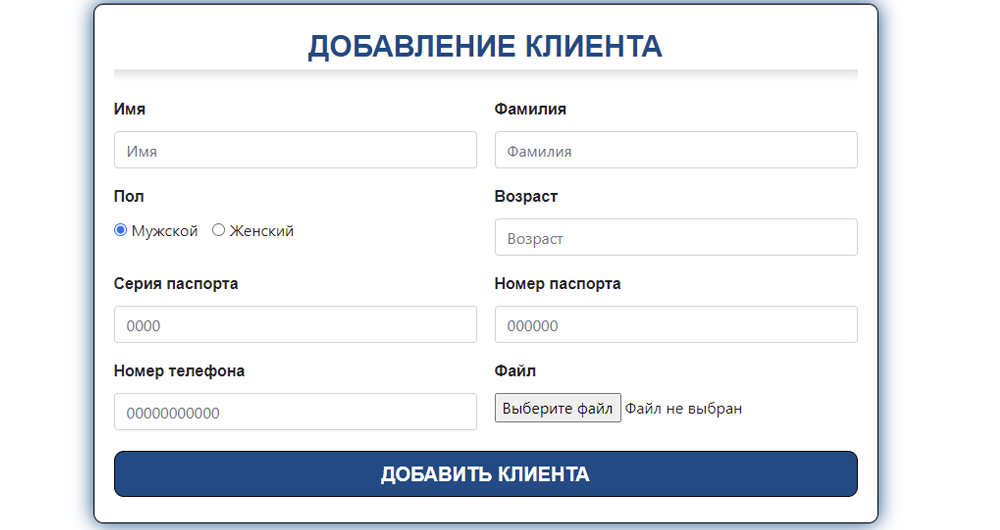 ДОБАВЛЕНИЕ КЛИЕНТА
Имя Фамилия
Имя Фамилия
Пол Возраст
Мужской Женский Возраст
Серия паспорта Номер паспорта
0000 000000
Номер телефона Файл
00000000000 Выберите файл Файл не выбран
ДОБАВИТЬ КЛИЕНТА